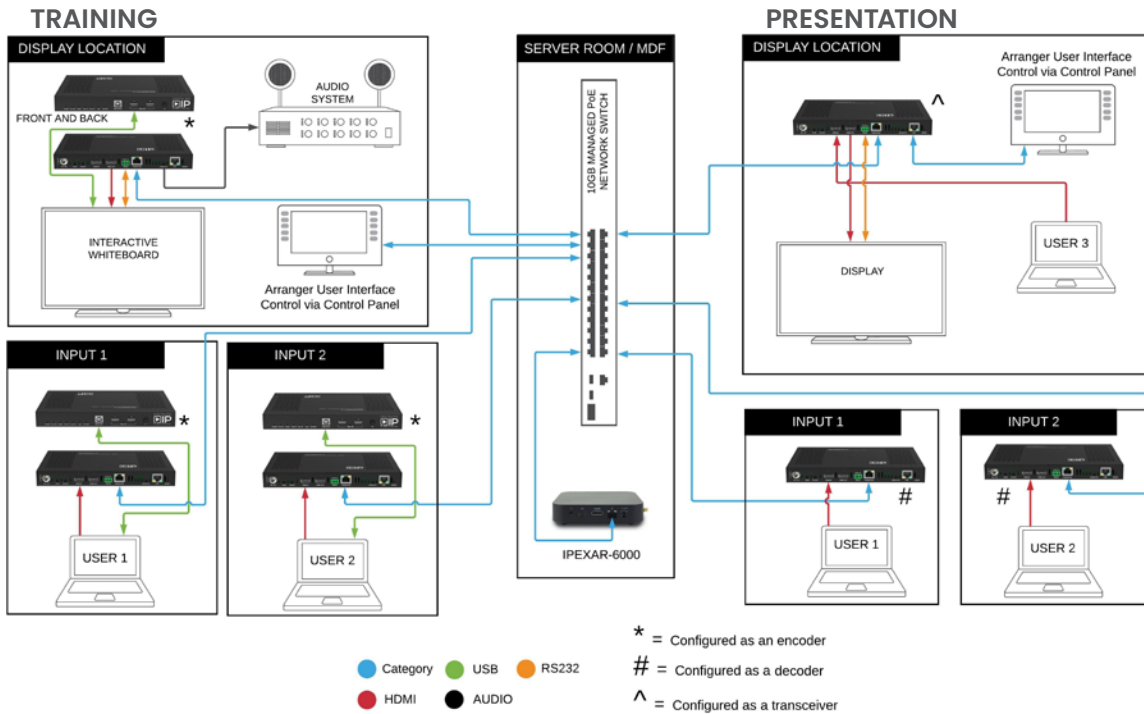 TRAINING
PRESENTATION
DISPLAY LOCATION
FRONT AND BACK
*
IP
AUDIO
SYSTEM
INTERACTIVE
WHITEBOARD
Arranger User Interface
Control via Control Panel
INPUT 1
IP
*
USER 1
INPUT 2
IP
*
USER 2
SERVER ROOM / MDF
10GB MANAGED PoE
NETWORK SWITCH
IPEXAR-6000
DISPLAY LOCATION
Arranger User Interface
Control via Control Panel
^
DISPLAY
USER 3
INPUT 1
#
USER 1
INPUT 2
#
USER 2
Category
USB
RS232
HDMI
AUDIO
* = Configured as an encoder
# = Configured as a decoder
^ = Configured as a transceiver